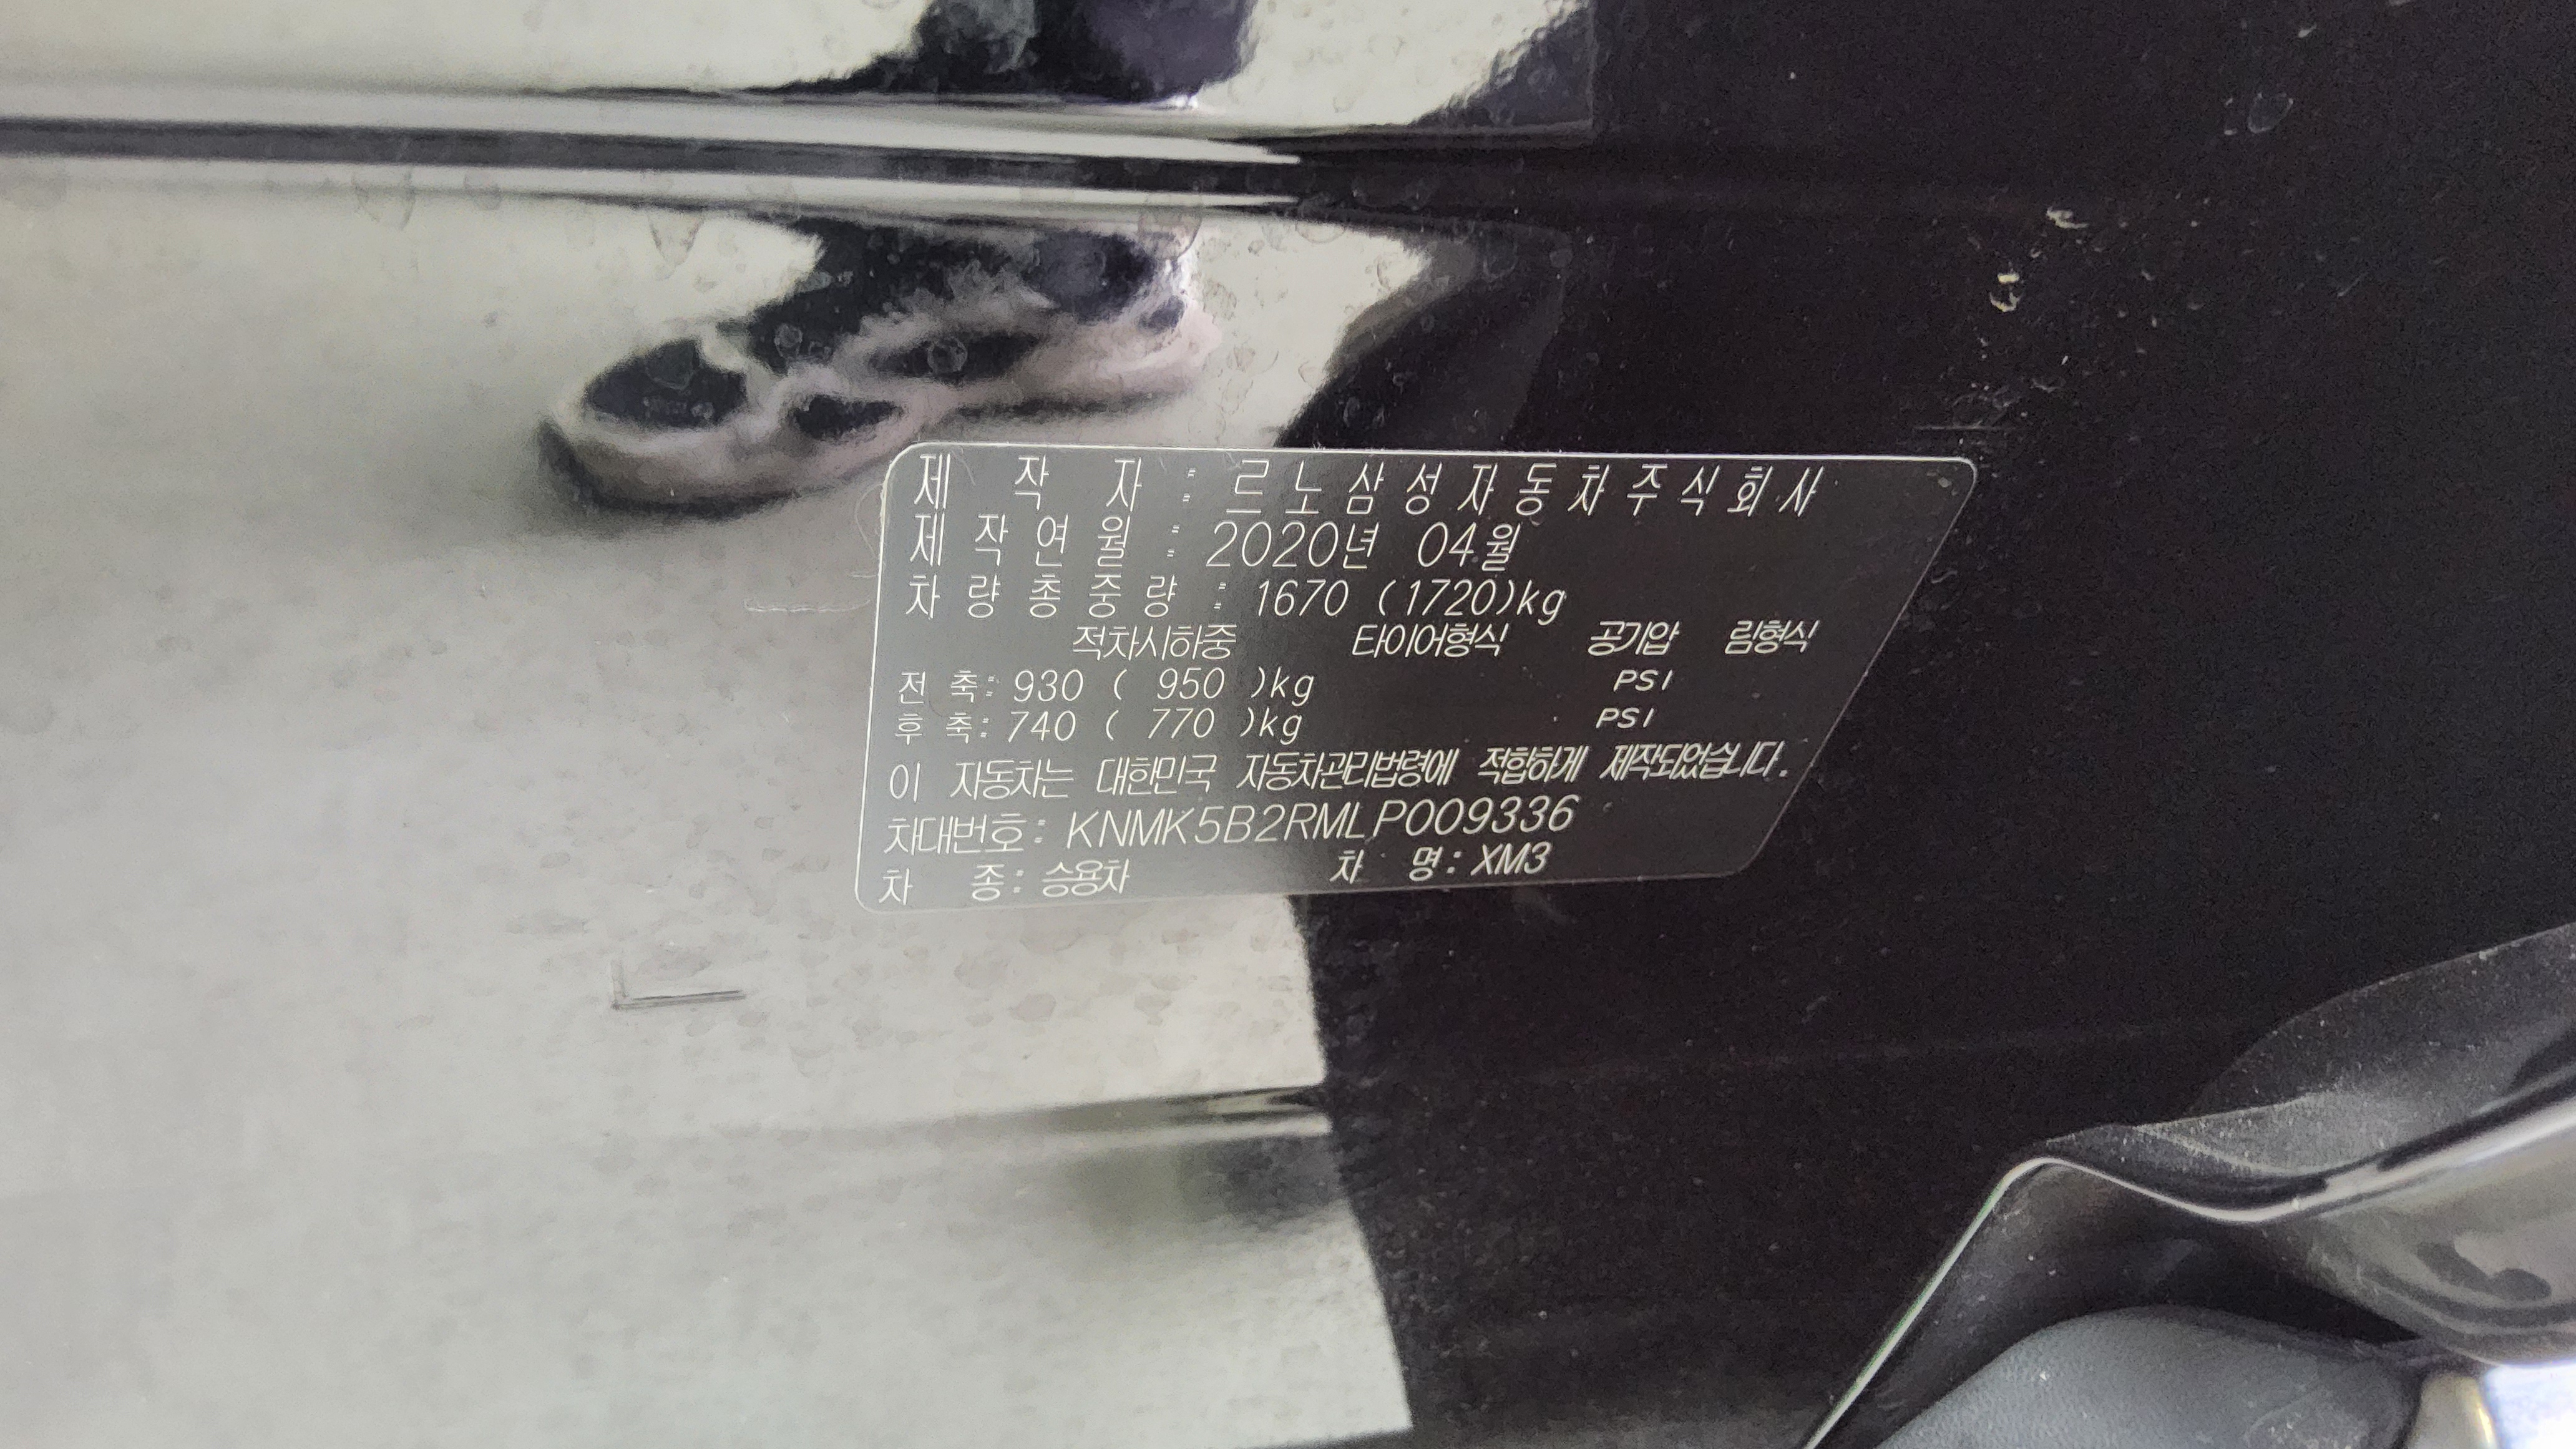 제 작 자 : 르노삼성자동차주식회사
제작연월 : 2020년 04월
차량총중량 : 1670 (1720)kg
적차시하중 타이어형식 공기압 림형식
전 축: 930 ( 950 )kg PSI
후 축: 740 ( 770 )kg PSI
이 자동차는 대한민국 자동차관리법령에 적합하게 제작되었습니다.
차대번호: KNMK5B2RMLP009336
차 종: 승용차 차 명: XM3